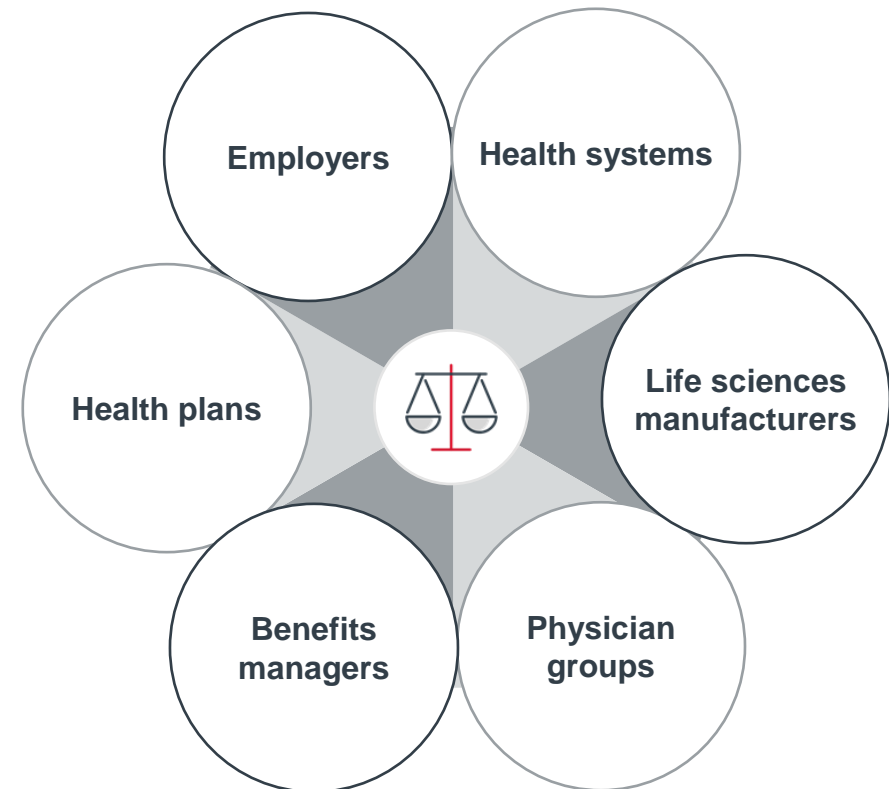 Employers
Health systems
Life sciences
manufacturers
Health plans
Benefits
managers
Physician
groups